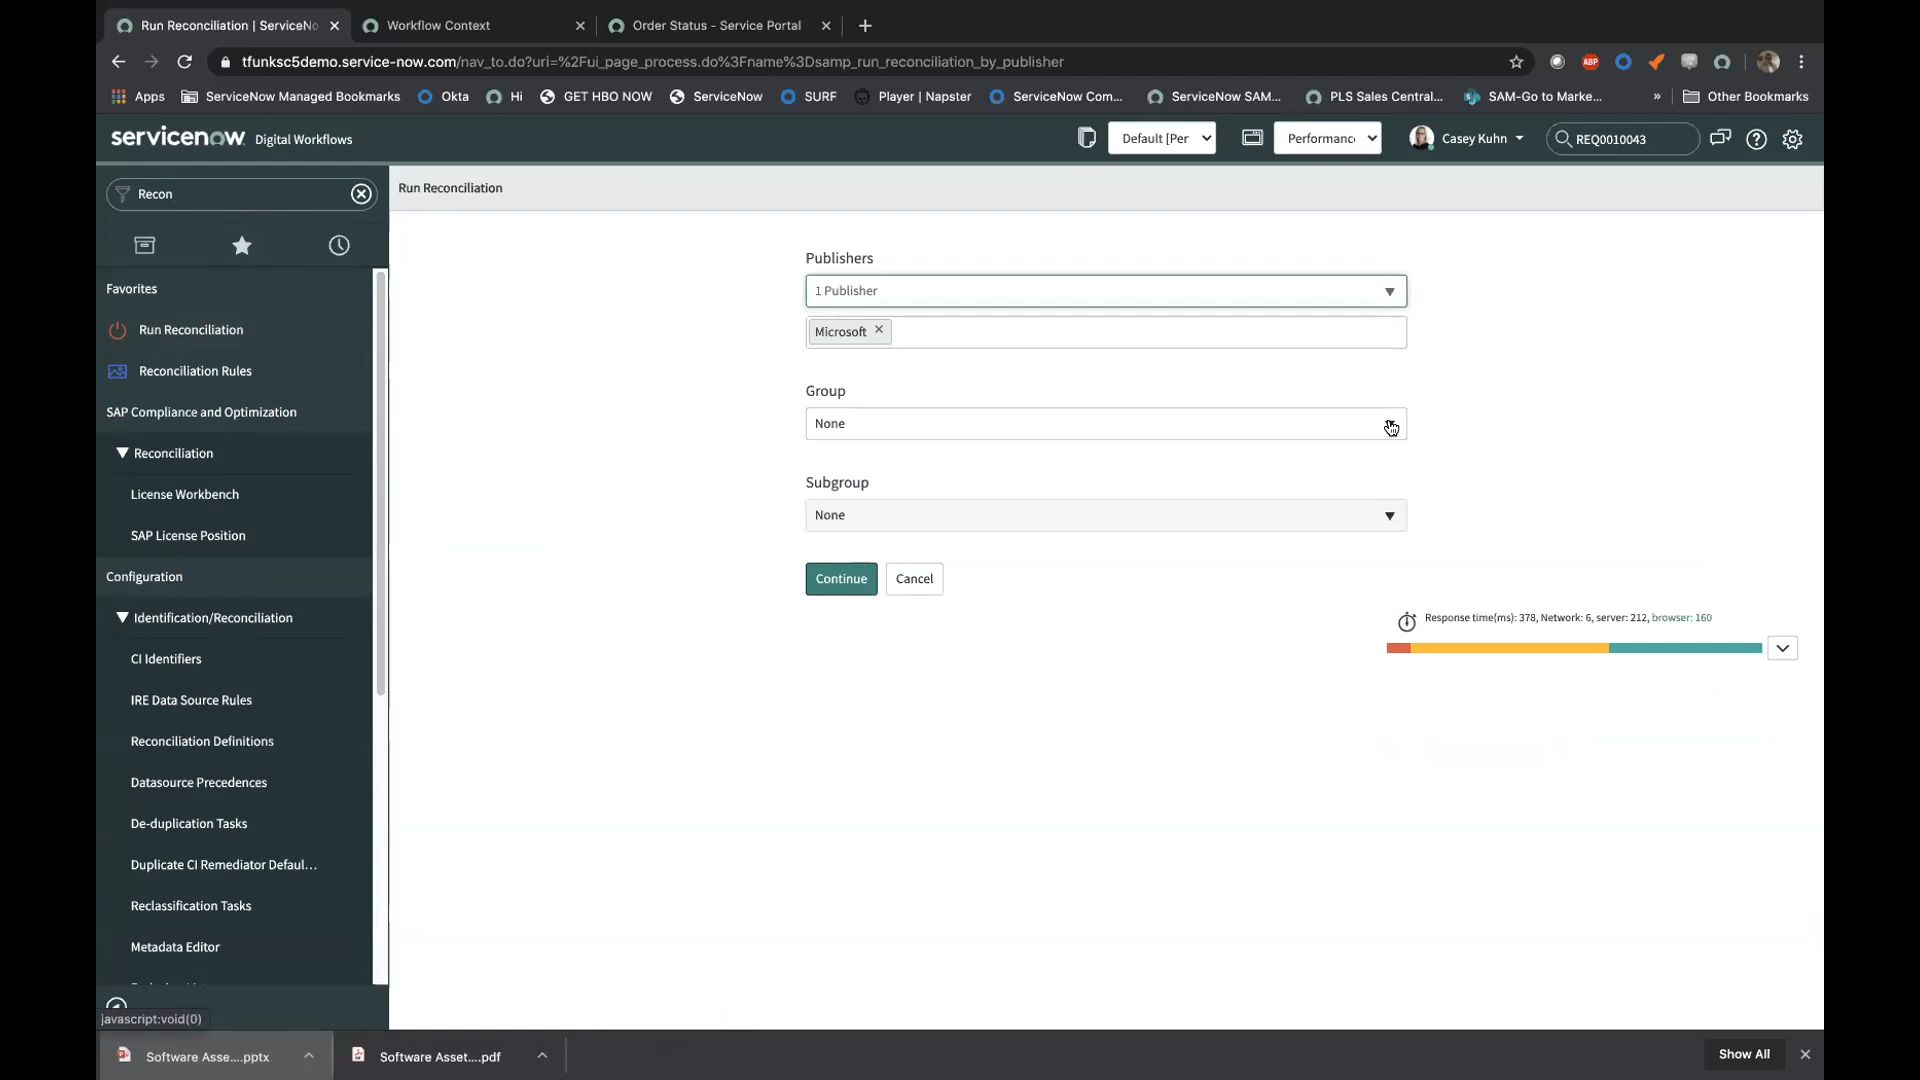 Run Reconciliation | ServiceNo
Workflow Context
Order Status - Service Portal
tfunksc5demo.service-now.com/nav_to.do?uri=%2Fui_page_process.do%3Fname%3Dsamp_run_reconciliation_by_publisher
ABP
Apps
ServiceNow Managed Bookmarks
Okta
Hi
GET HBO NOW
ServiceNow
SURF
Player | Napster
ServiceNow Com...
ServiceNow SAM...
PLS Sales Central...
SAM-Go to Marke...
»
Other Bookmarks
servicenow
Digital Workflows
Default [Per
Performanc
Casey Kuhn
REQ0010043
Recon
Run Reconciliation
Favorites
Run Reconciliation
Reconciliation Rules
SAP Compliance and Optimization
Reconciliation
License Workbench
SAP License Position
Configuration
Identification/Reconciliation
CI Identifiers
IRE Data Source Rules
Reconciliation Definitions
Datasource Precedences
De-duplication Tasks
Duplicate CI Remediator Defaul...
Reclassification Tasks
Metadata Editor
Publishers
1 Publisher
Microsoft ×
Group
None
Subgroup
None
Continue
Cancel
Response time(ms): 378, Network: 6, server: 212, browser: 160
javascript:void(0)
Software Asse....pptx
Software Asset....pdf
Show All